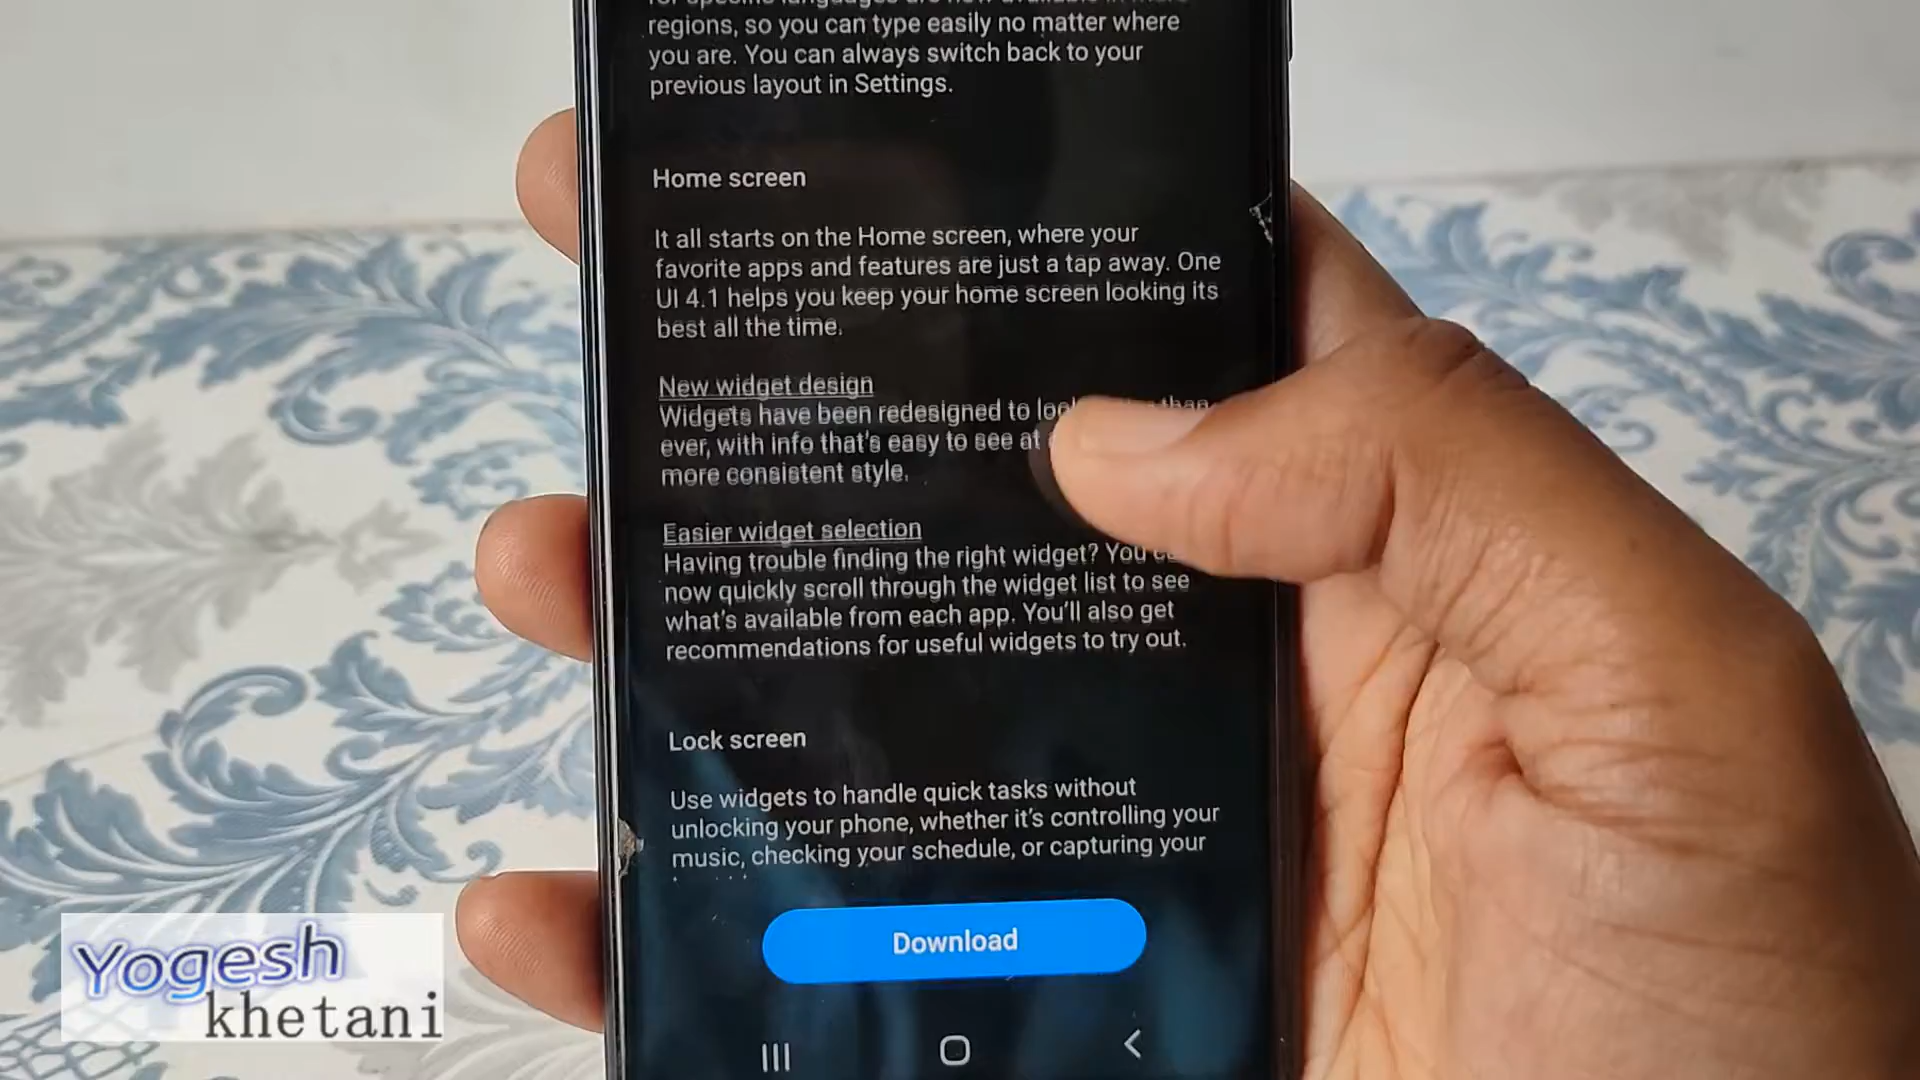 regions, so you can type easily no matter where
you are. You can always switch back to your
previous layout in Settings.
Home screen
It all starts on the Home screen, where your
favorite apps and features are just a tap away. One
UI 4.1 helps you keep your home screen looking its
best all the time.
New widget design
Widgets have been redesigned to than
ever, with info that's easy to see at
more consistent style.
Easier widget selection
Having trouble finding the right widget? You
now quickly scroll through the widget list to see
what's available from each app. You'll also get
recommendations for useful widgets to try out.
Lock screen
Use widgets to handle quick tasks without
unlocking your phone, whether it's controlling your
music, checking your schedule, or capturing your
Download
Yogesh
khetani